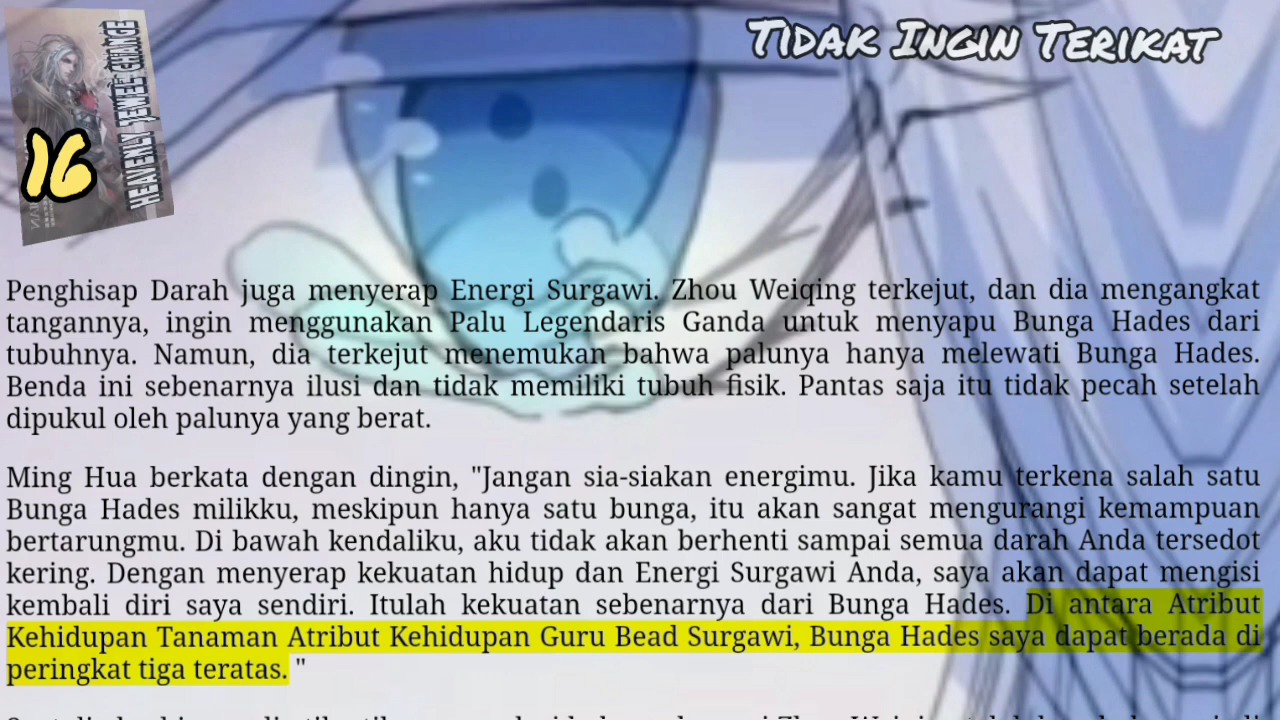 TIDAK INGIN TERIKAT
HEAVENLY JEWEL CHANGE
16
Penghisap Darah juga menyerap Energi Surgawi. Zhou Weiqing terkejut, dan dia mengangkat
tangannya, ingin menggunakan Palu Legendaris Ganda untuk menyapu Bunga Hades dari
tubuhnya. Namun, dia terkejut menemukan bahwa palunya hanya melewati Bunga Hades.
Benda ini sebenarnya ilusi dan tidak memiliki tubuh fisik. Pantas saja itu tidak pecah setelah
dipukul oleh palunya yang berat.
Ming Hua berkata dengan dingin, "Jangan sia-siakan energimu. Jika kamu terkena salah satu
Bunga Hades milikku, meskipun hanya satu bunga, itu akan sangat mengurangi kemampuan
bertarungmu. Di bawah kendaliku, aku tidak akan berhenti sampai semua darah Anda tersedot
kering. Dengan menyerap kekuatan hidup dan Energi Surgawi Anda, saya akan dapat mengisi
kembali diri saya sendiri. Itulah kekuatan sebenarnya dari Bunga Hades. Di antara Atribut
Kehidupan Tanaman Atribut Kehidupan Guru Bead Surgawi, Bunga Hades saya dapat berada di
peringkat tiga teratas. "